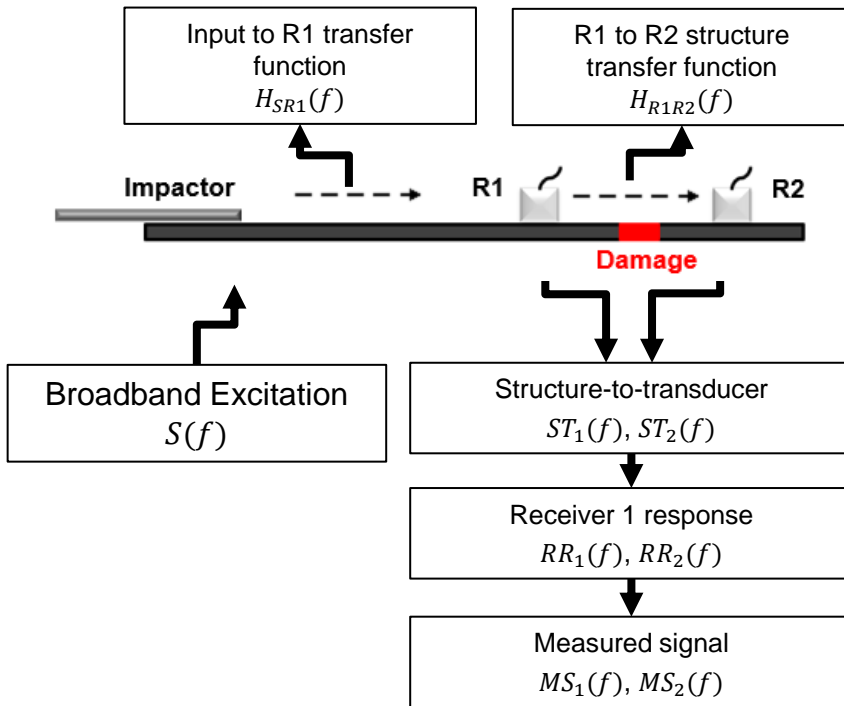 Input to R1 transfer
function
$H_{SR1}(f)$
R1 to R2 structure
transfer function
$H_{R1R2}(f)$
Impactor
R1
R2
Damage
Broadband Excitation
$S(f)$
Structure-to-transducer
$ST_1(f), ST_2(f)$
Receiver 1 response
$RR_1(f), RR_2(f)$
Measured signal
$MS_1(f), MS_2(f)$